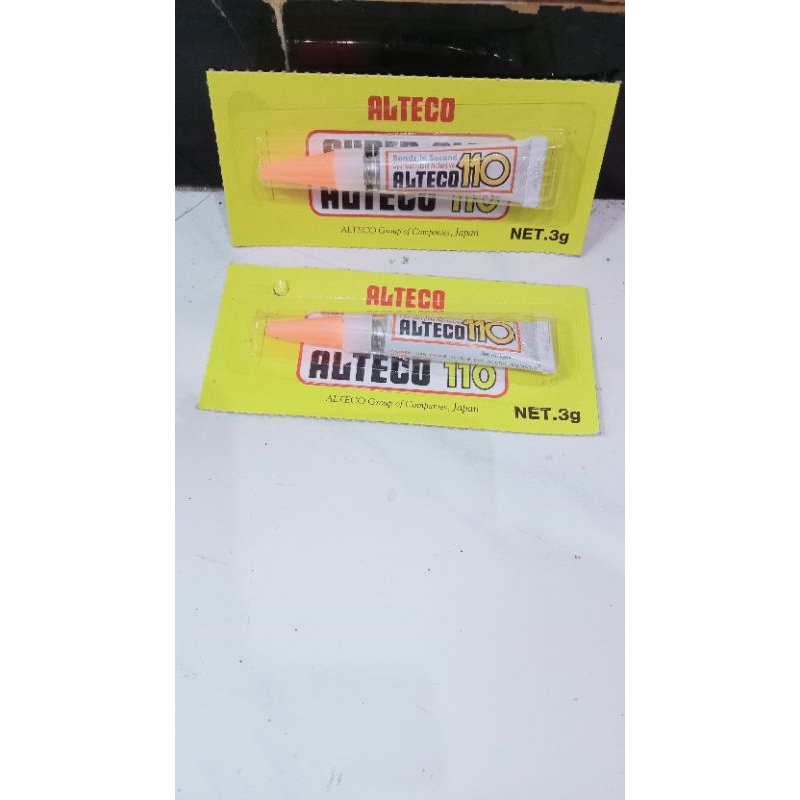 ALTECO
Bonds in Second
ALTECO 110
ALTECO 110
ALTECO Group of Companies, Japan
NET.3g
ALTECO
ALTECO 110
ALTECO 110
ALTECO Group of Companies, Japan
NET.3g